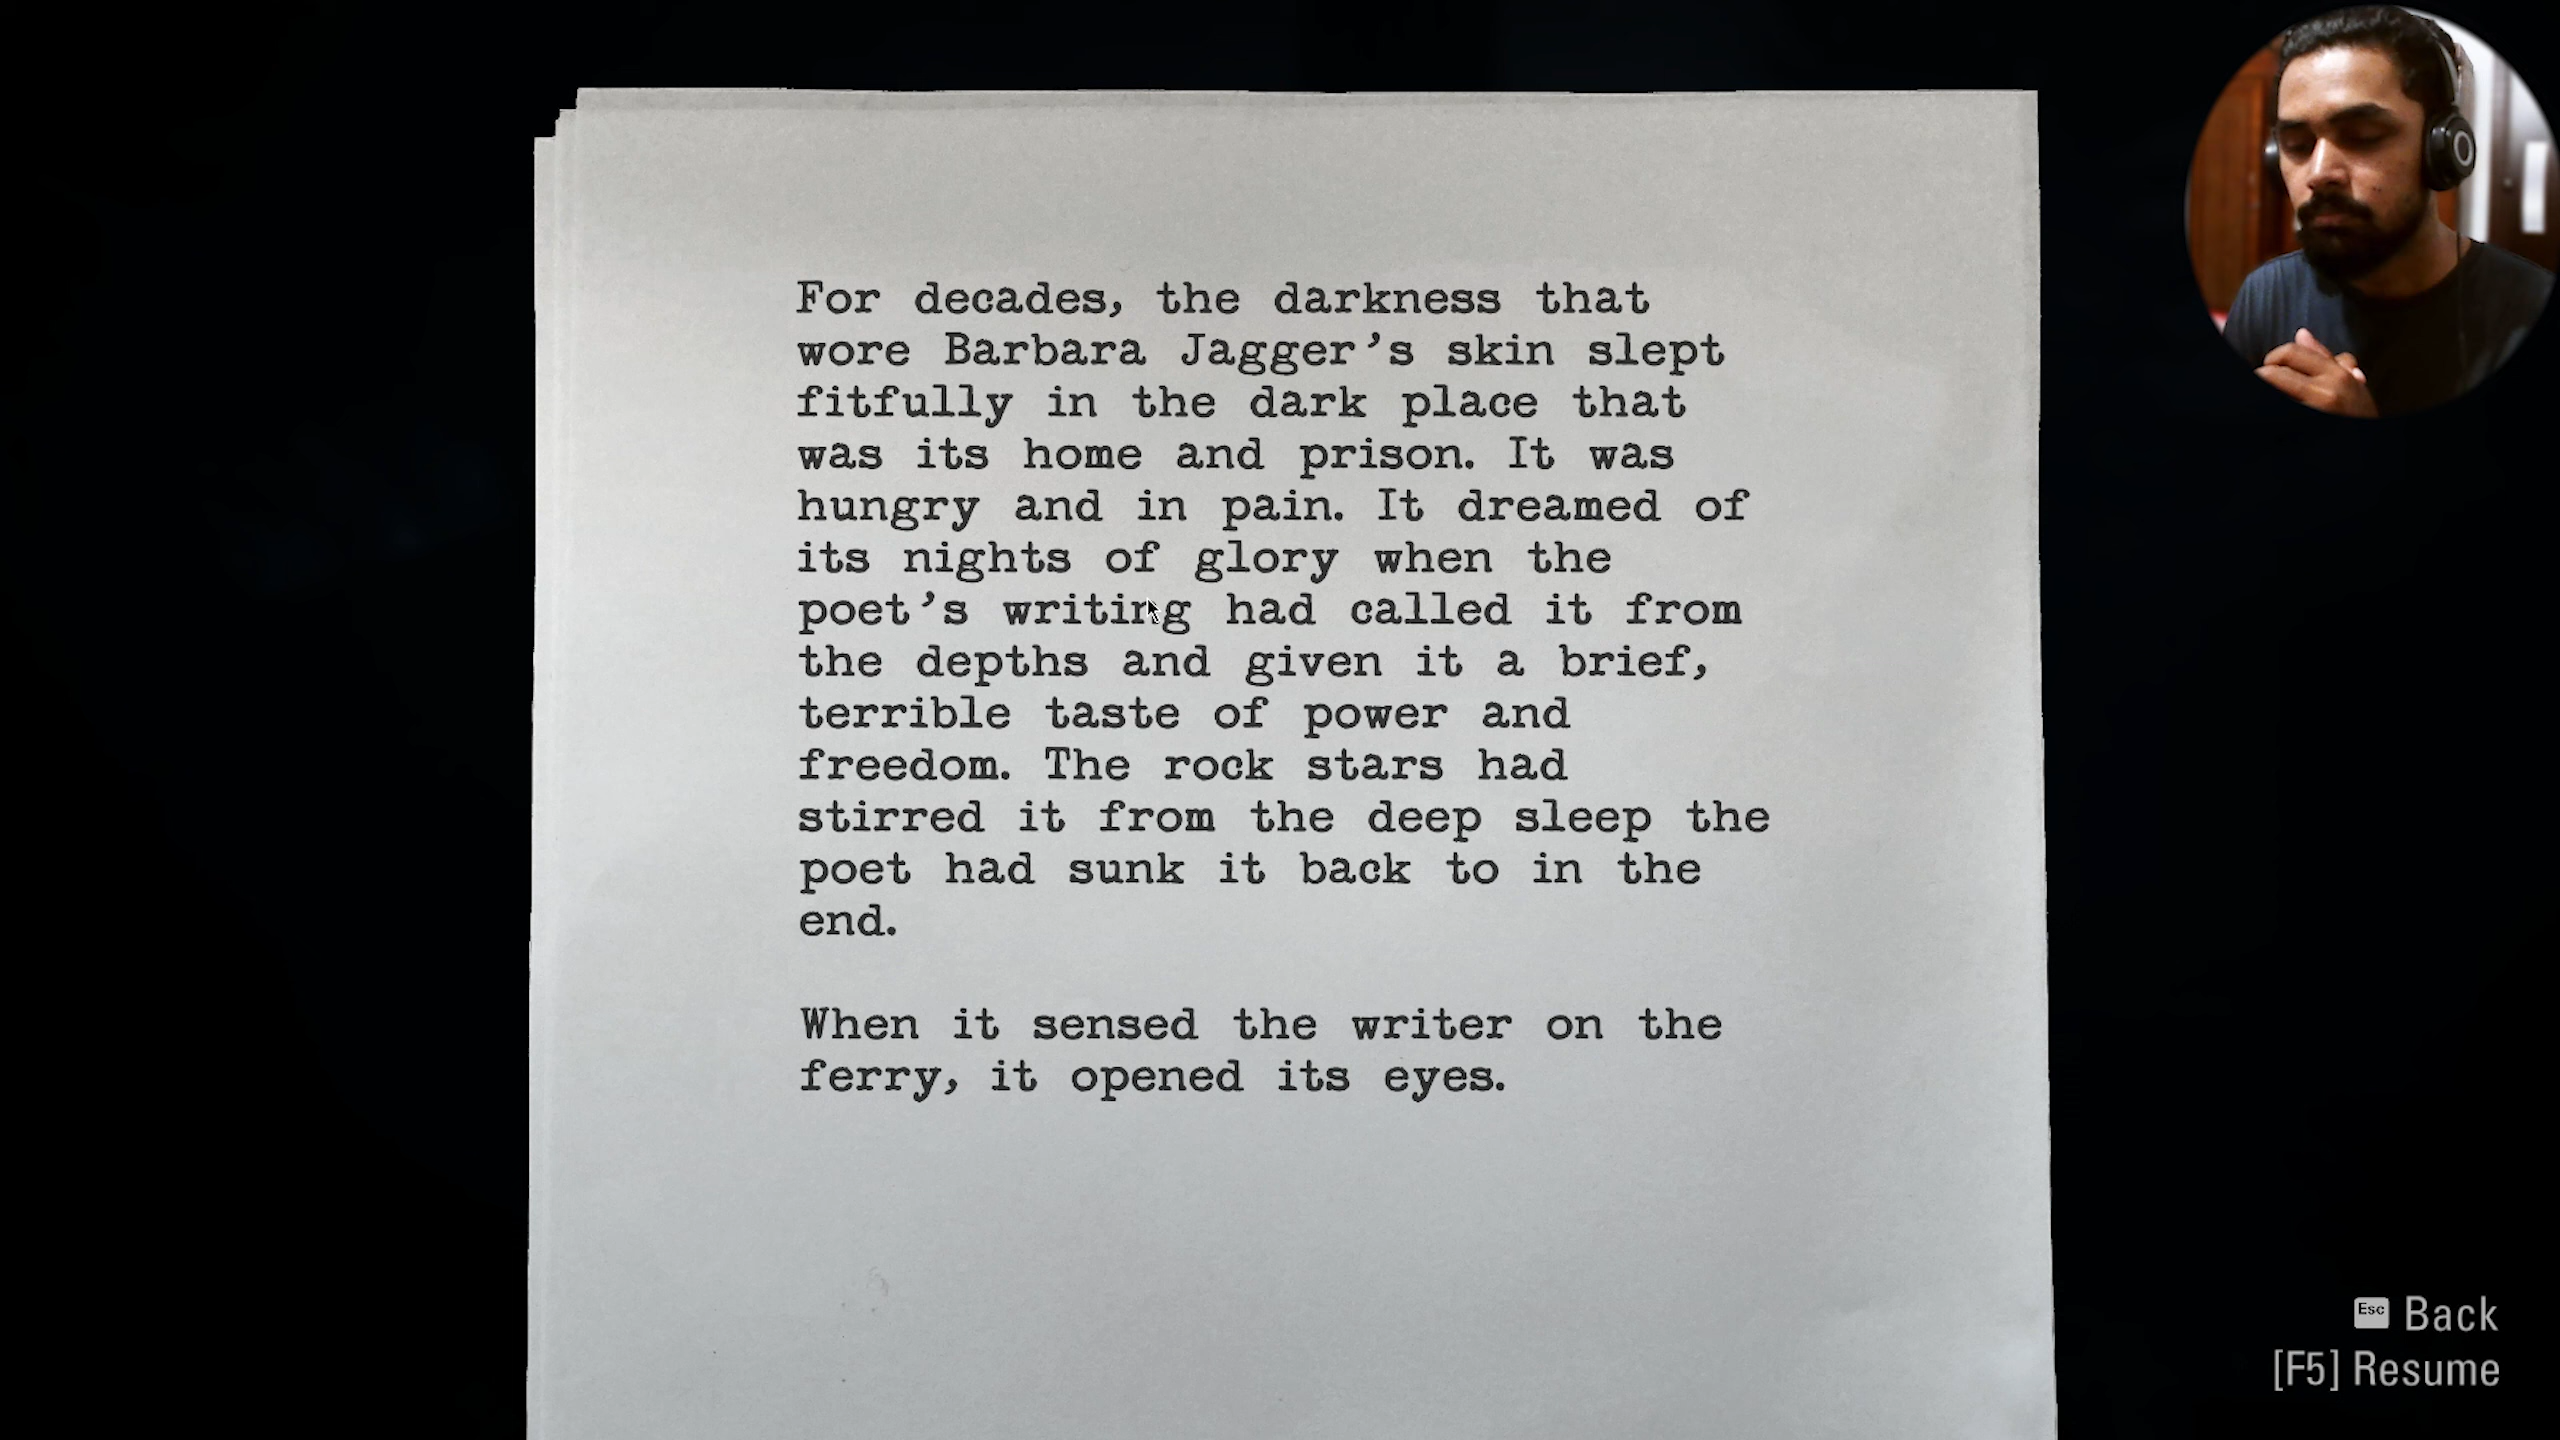 For decades, the darkness that
wore Barbara Jagger’s skin slept
fitfully in the dark place that
was its home and prison. It was
hungry and in pain. It dreamed of
its nights of glory when the
poet’s writing had called it from
the depths and given it a brief,
terrible taste of power and
freedom. The rock stars had
stirred it from the deep sleep the
poet had sunk it back to in the
end.
When it sensed the writer on the
ferry, it opened its eyes.
Esc Back
[F5] Resume